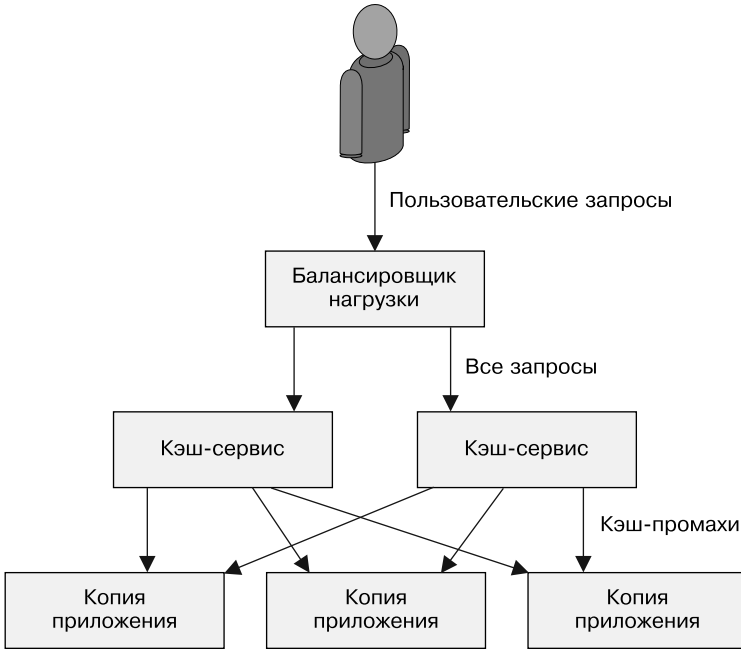 Пользовательские запросы
Балансировщик
нагрузки
Все запросы
Кэш-сервис
Кэш-сервис
Кэш-промахи
Копия
приложения
Копия
приложения
Копия
приложения